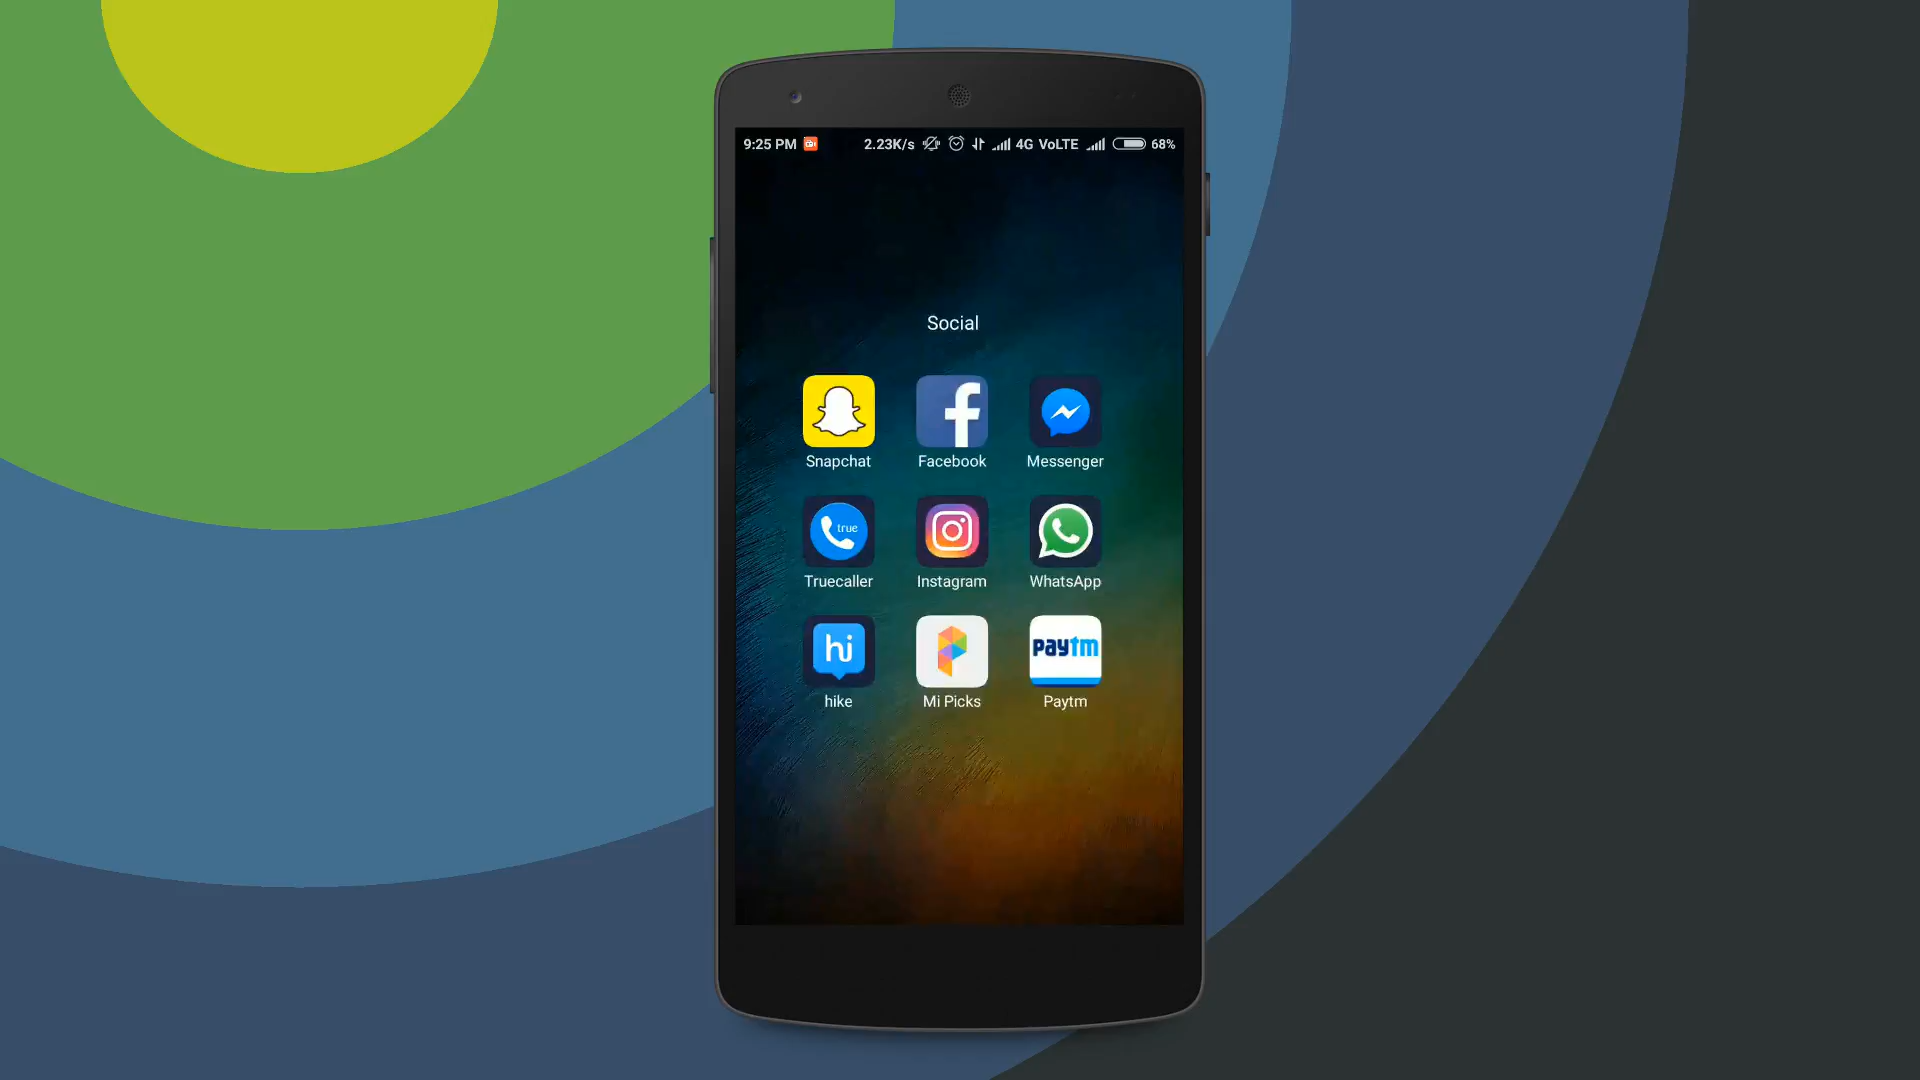 9:25 PM 2.23K/s 4G VoLTE 68%
Social
Snapchat Facebook Messenger
true
Truecaller Instagram WhatsApp
hi paytm
hike Mi Picks Paytm